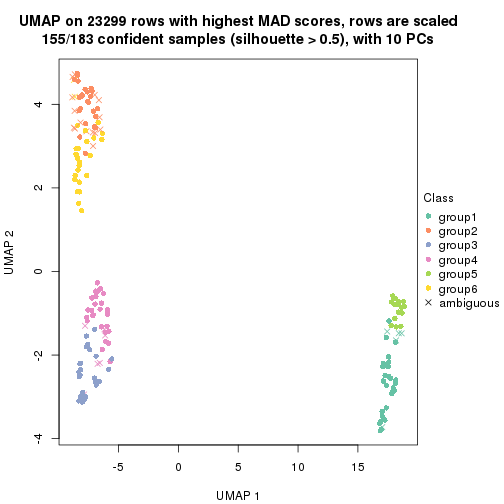 UMAP on 23299 rows with highest MAD scores, rows are scaled
155/183 confident samples (silhouette > 0.5), with 10 PCs
4
2
0
-2
-4
UMAP 2
-5
0
5
10
15
UMAP 1
Class
group1
group2
group3
group4
group5
group6
ambiguous